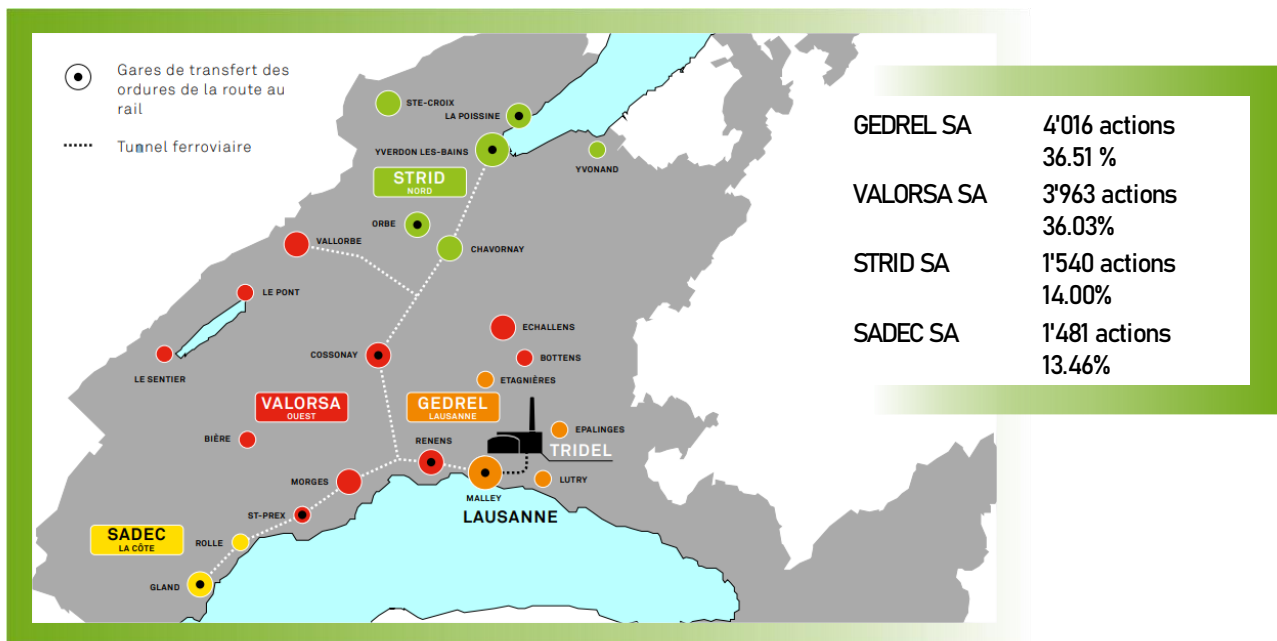 Gares de transfert des
ordures de la route au
rail
Tunnel ferroviaire
STE-CROIX
LA POISSINE
YVERDON LES-BAINS
YVONAND
STRID
NORD
ORBE
CHAVORNAY
VALLORBE
LE PONT
LE SENTIER
COSSONAY
ECHALLENS
BOTTENS
ETAGNIÈRES
VALORSA
OUEST
GEDREL
LAUSANNE
BIÈRE
EPALINGES
TRIDEL
RENENS
MORGES
LUTRY
MALLEY
LAUSANNE
ST-PREX
SADEC
LA CÔTE
ROLLE
GLAND
GEDREL SA 4'016 actions
36.51 %
VALORSA SA 3'963 actions
36.03%
STRID SA 1'540 actions
14.00%
SADEC SA 1'481 actions
13.46%